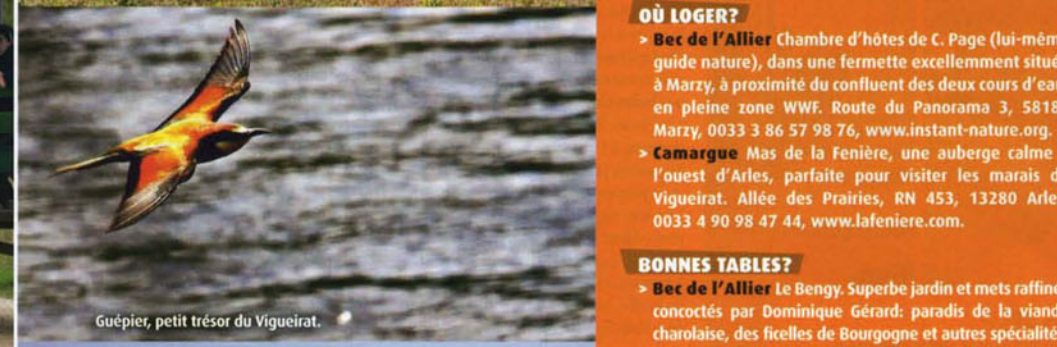 Guêpier, petit trésor du Vigueirat.
OÙ LOGER?
> Bec de l'Allier Chambre d'hôtes de C. Page (lui-mêm
guide nature), dans une fermette excellemment situé
à Marzy, à proximité du confluent des deux cours d'eau
en pleine zone WWF. Route du Panorama 3, 5818
Marzy, 0033 3 86 57 98 76, www.instant-nature.org.
> Camargue Mas de la Fenière, une auberge calme
l'ouest d'Arles, parfaite pour visiter les marais d
Vigueirat. Allée des Prairies, RN 453, 13280 Arle
0033 4 90 98 47 44, www.lafeniere.com.
BONNES TABLES?
> Bec de l'Allier Le Bengy. Superbe jardin et mets raffiné
concoctés par Dominique Gérard: paradis de la viand
charolaise, des ficelles de Bourgogne et autres spécialité